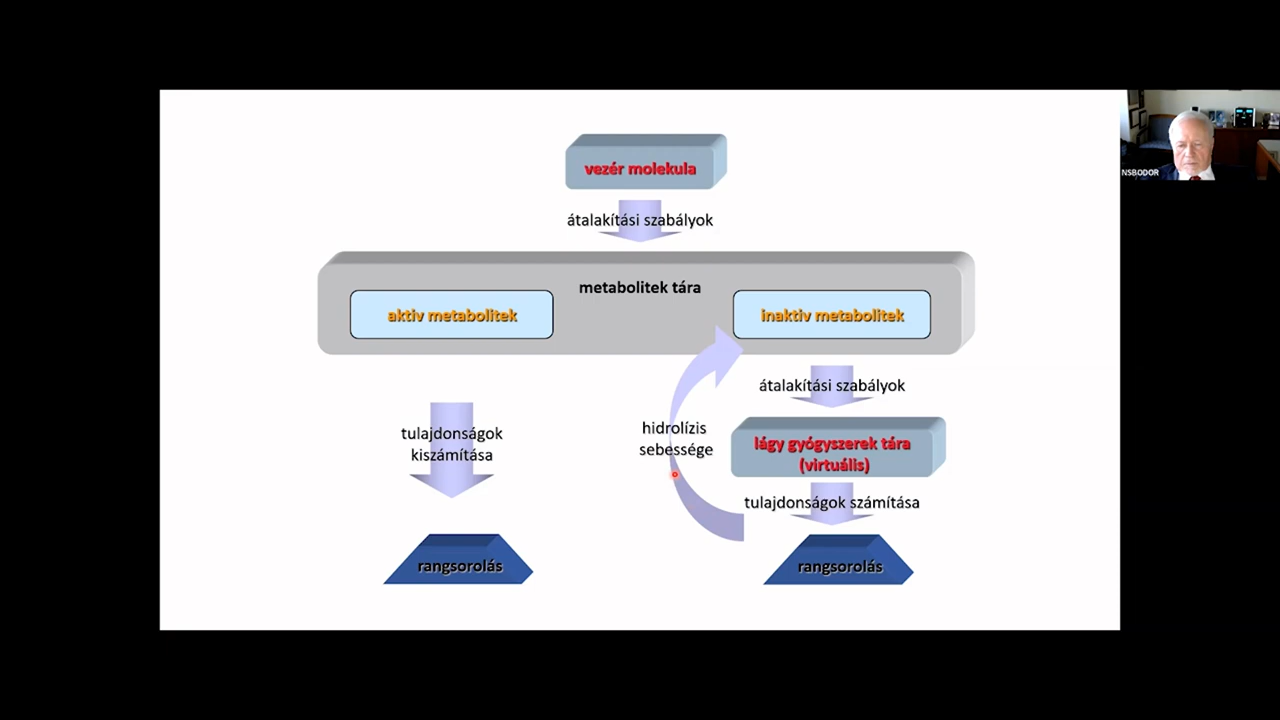 vezér molekula
átalakítási szabályok
metabolitek tára
aktiv metabolitek
inaktiv metabolitek
átalakítási szabályok
tulajdonságok
kiszámítása
hidrolízis
sebessége
lágy gyógyszerek tára
(virtuális)
tulajdonságok számítása
rangsorolás
rangsorolás
NSBODOR